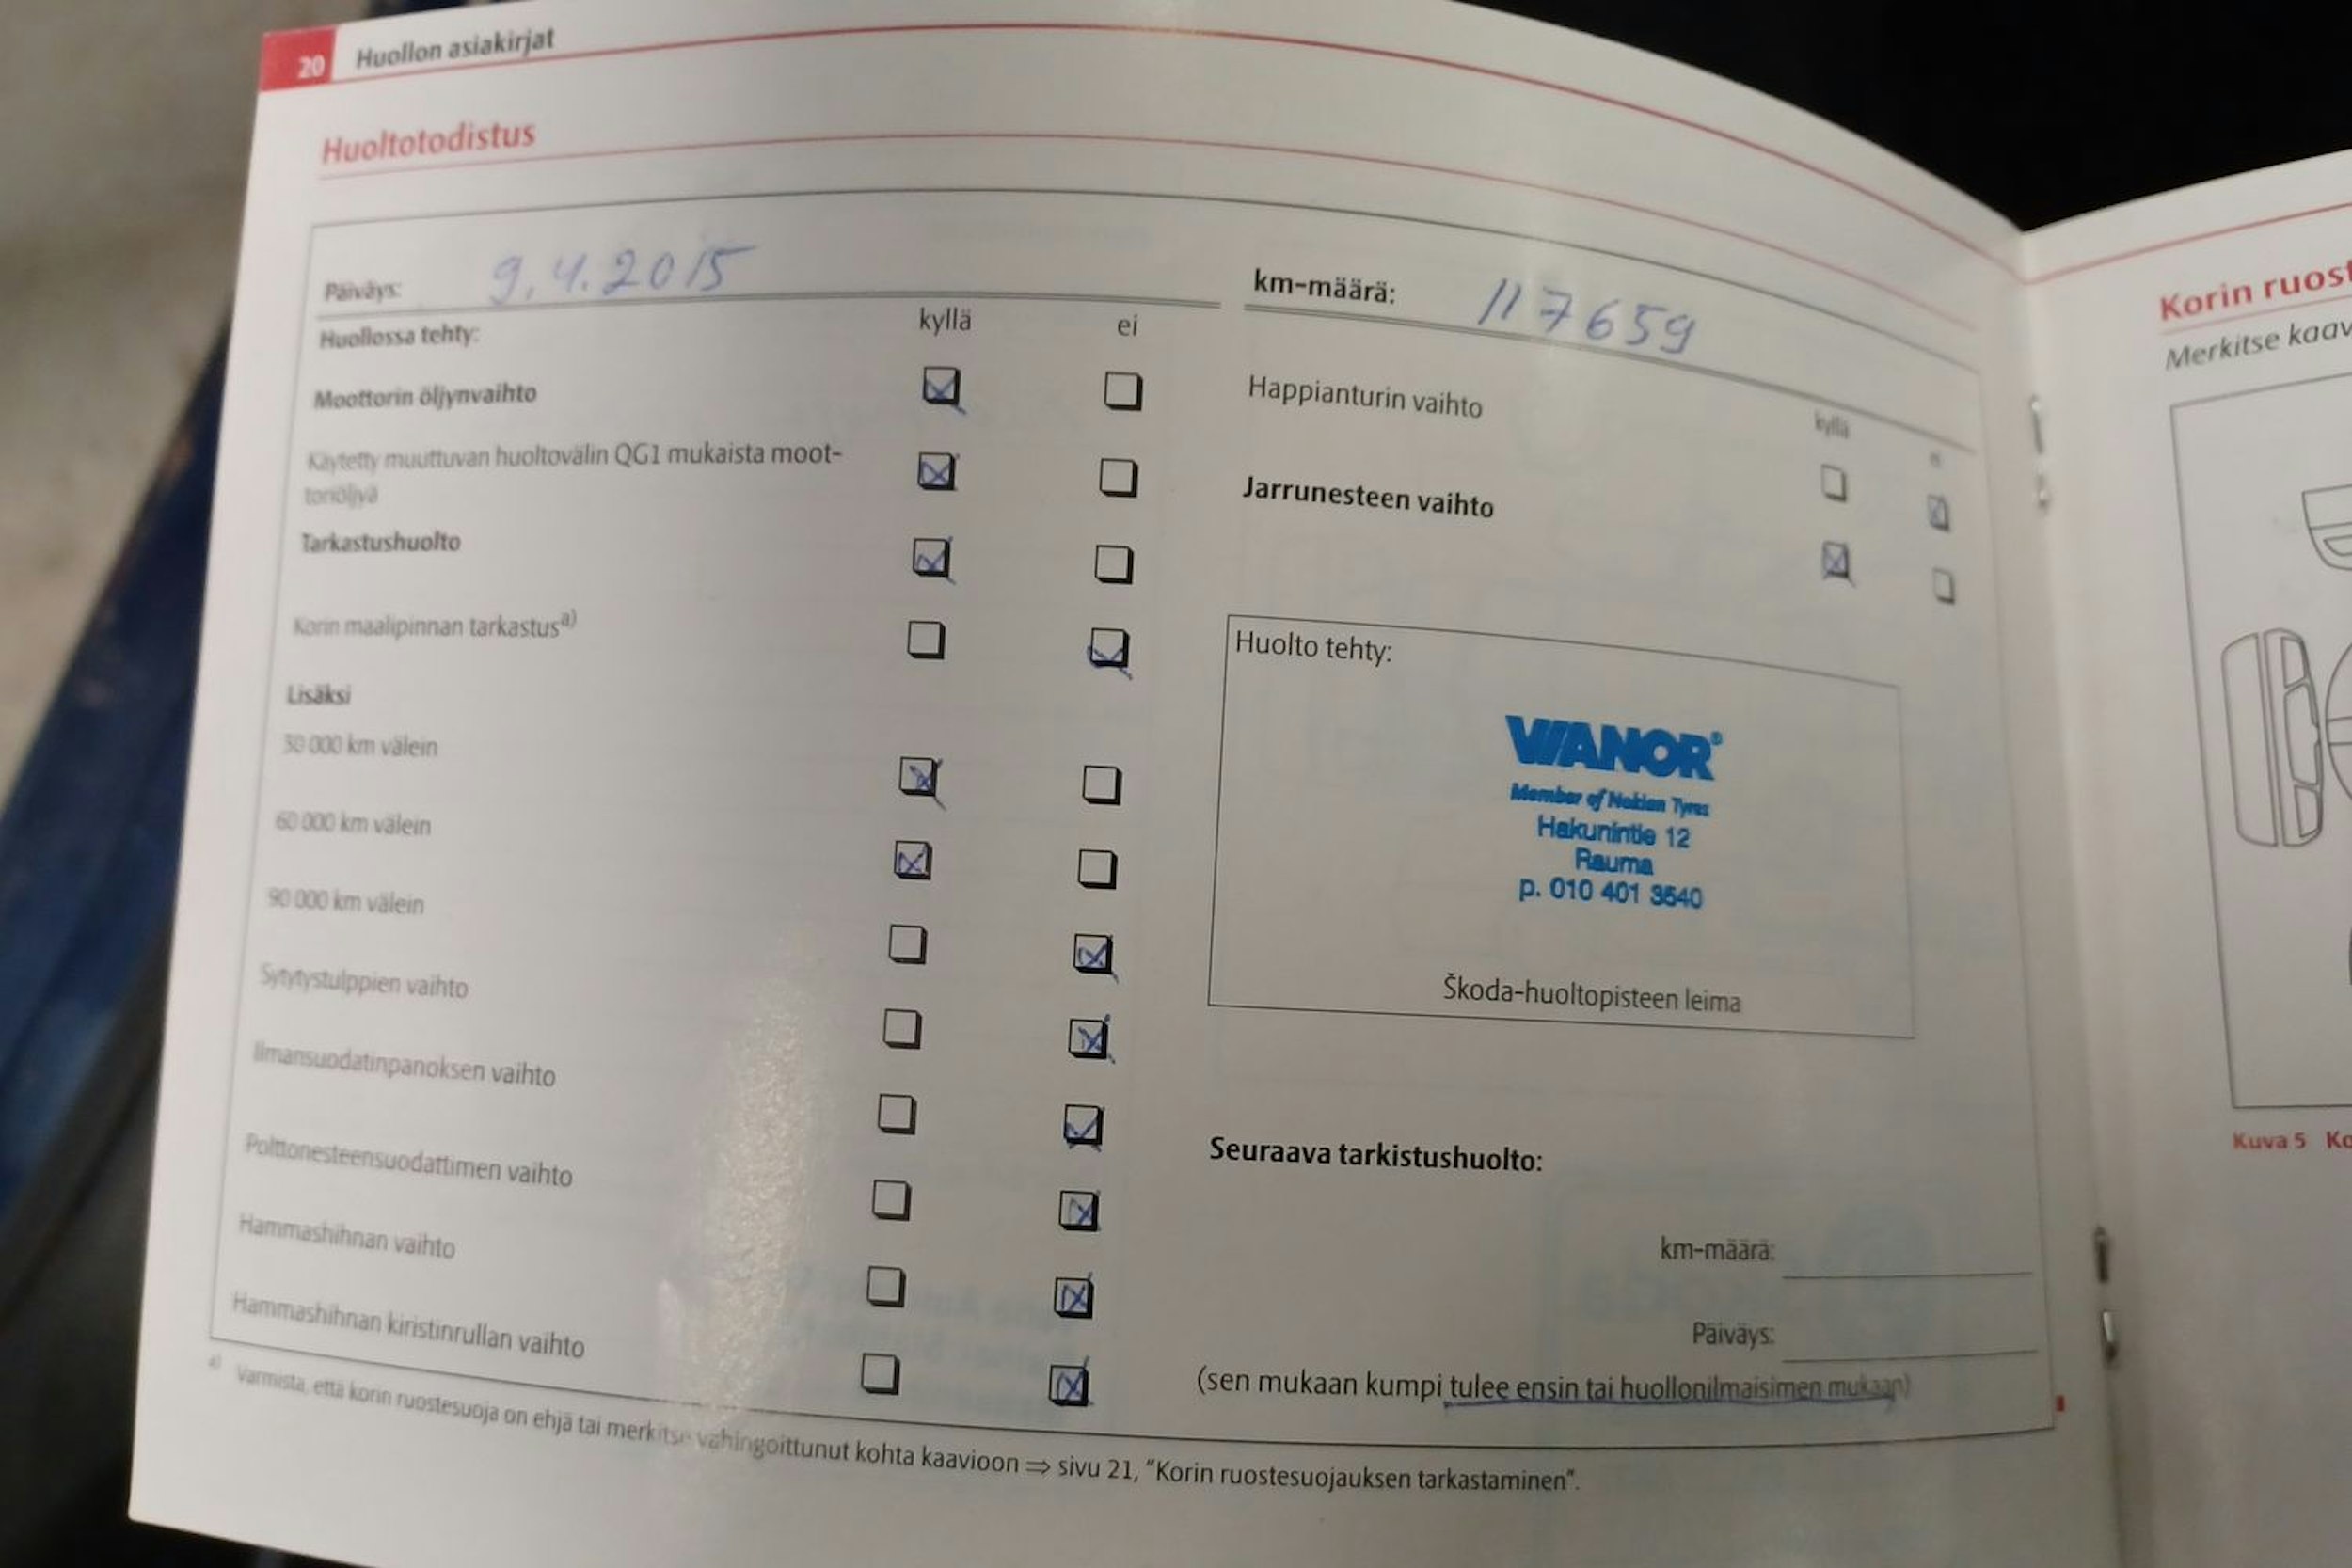 20 Huollon asiakirjat
Huoltotodistus
Päiväys: 9.4.2015
Huollossa tehty: kyllä ei
Moottorin öljynvaihto
Käytetty muuttuvan huoltovälin QG1 mukaista moot-
toriöljyä
Tarkastushuolto
Korin maalipinnan tarkastus a)
Lisäksi
30 000 km välein
60 000 km välein
90 000 km välein
Sytytystulppien vaihto
Ilmansuodatinpanoksen vaihto
Polttonesteensuodattimen vaihto
Hammashihnan vaihto
Hammashihnan kiristinrullan vaihto
km-määrä: 117659
kyllä ei
Happianturin vaihto
Jarrunesteen vaihto
Huolto tehty:
WANOR®
Member of Nokian Tyres
Hakunintie 12
Rauma
p. 010 401 3540
Škoda-huoltopisteen leima
Seuraava tarkistushuolto:
km-määrä:
Päiväys:
(sen mukaan kumpi tulee ensin tai huollonilmaisimen mukaan)
a) Varmista, että korin ruostesuoja on ehjä tai merkitse vahingoittunut kohta kaavioon ⇒ sivu 21, "Korin ruostesuojauksen tarkastaminen".
Korin ruost
Merkitse kaav
Kuva 5 Ko